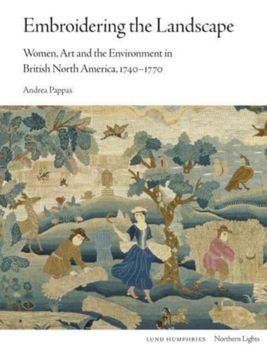 Embroidering the Landscape
Women, Art and the Environment in
British North America, 1740–1770
Andrea Pappas
LUND HUMPHRIES
Northern Lights